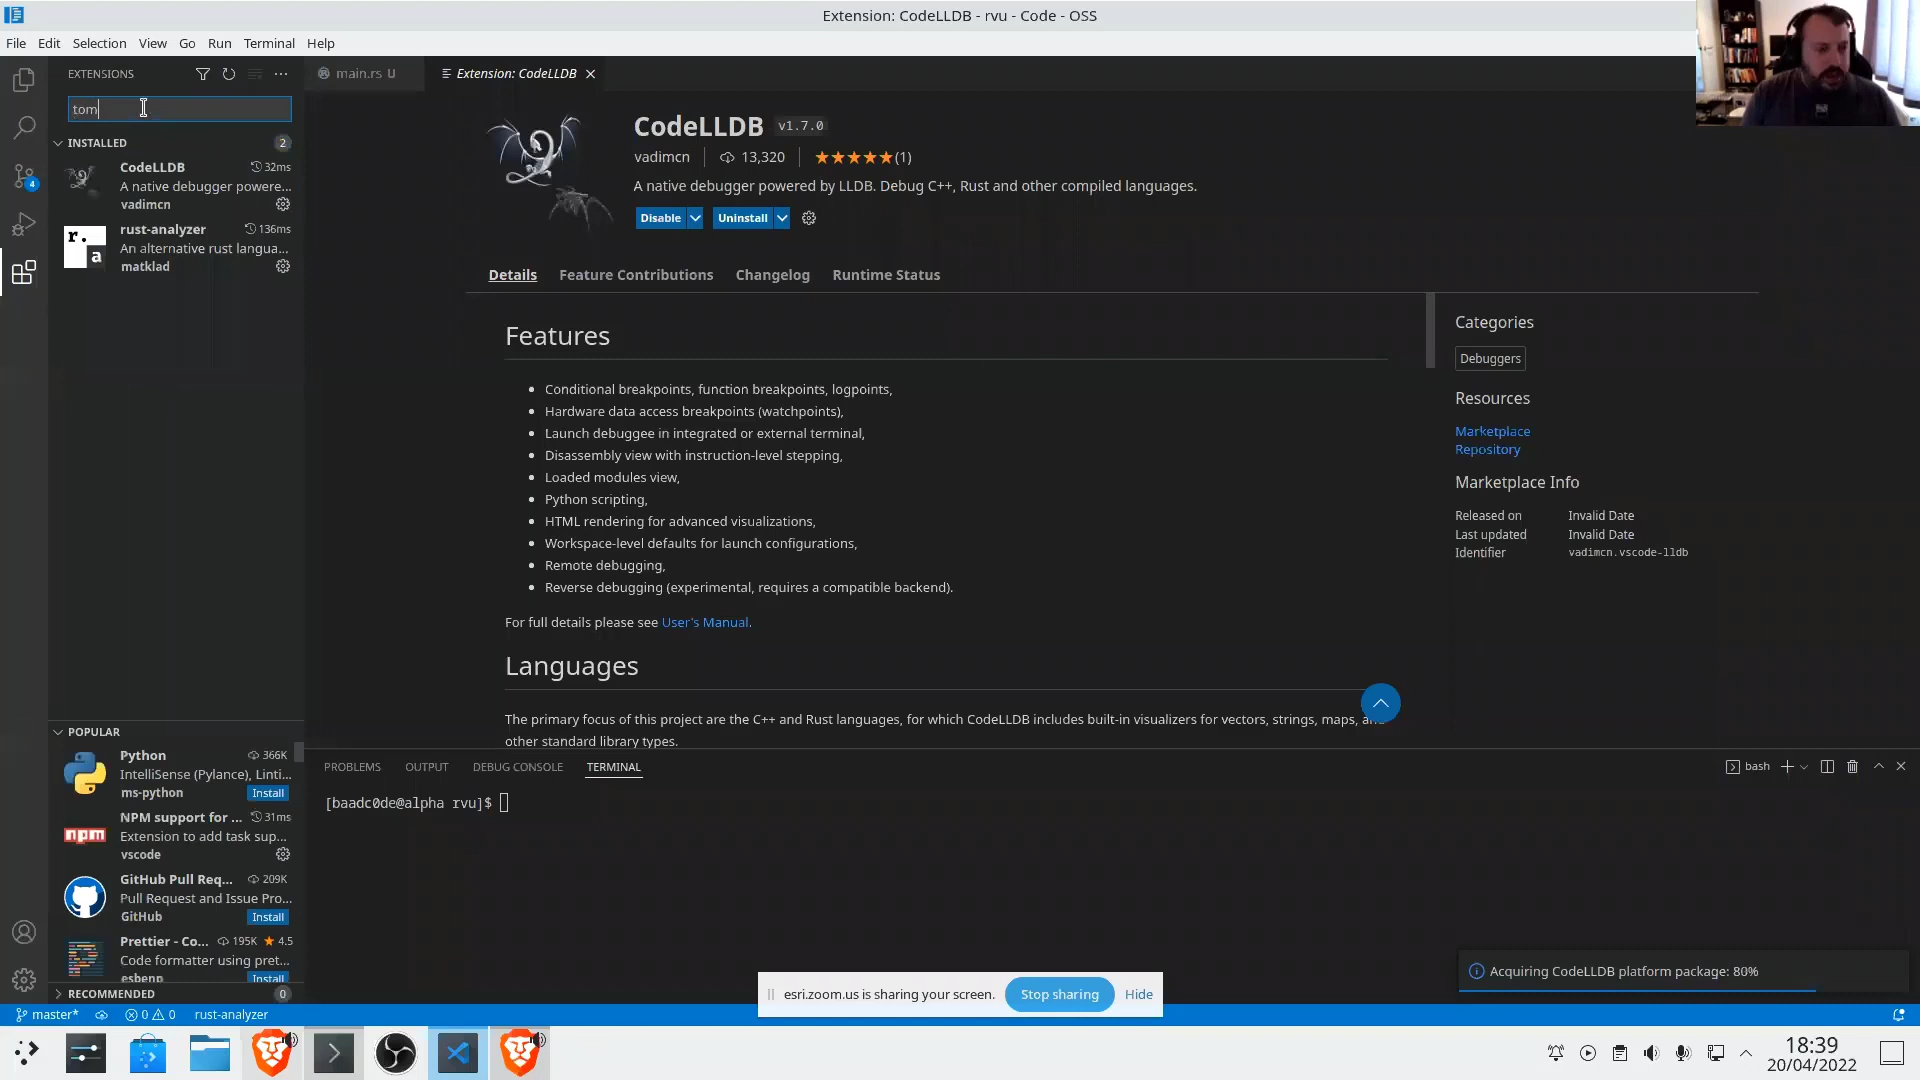 Extension: CodeLLDB - rvu - Code - OSS
File Edit Selection View Go Run Terminal Help
EXTENSIONS
tom
INSTALLED 2
CodeLLDB 32ms
A native debugger powere...
vadimcn
rust-analyzer 136ms
An alternative rust langua...
matklad
4
POPULAR
Python 366K
IntelliSense (Pylance), Linti...
ms-python Install
NPM support for ... 31ms
Extension to add task sup...
vscode
GitHub Pull Req... 209K
Pull Request and Issue Pro...
GitHub Install
Prettier - Co... 195K ★ 4.5
Code formatter using pret...
esbenp Install
RECOMMENDED 0
main.rs U
Extension: CodeLLDB
CodeLLDB v1.7.0
vadimcn 13,320 ★★★★★(1)
A native debugger powered by LLDB. Debug C++, Rust and other compiled languages.
Disable Uninstall
Details Feature Contributions Changelog Runtime Status
Features
• Conditional breakpoints, function breakpoints, logpoints,
• Hardware data access breakpoints (watchpoints),
• Launch debuggee in integrated or external terminal,
• Disassembly view with instruction-level stepping,
• Loaded modules view,
• Python scripting,
• HTML rendering for advanced visualizations,
• Workspace-level defaults for launch configurations,
• Remote debugging,
• Reverse debugging (experimental, requires a compatible backend).
For full details please see User's Manual.
Languages
The primary focus of this project are the C++ and Rust languages, for which CodeLLDB includes built-in visualizers for vectors, strings, maps,
other standard library types.
Categories
Debuggers
Resources
Marketplace
Repository
Marketplace Info
Released on Invalid Date
Last updated Invalid Date
Identifier vadimcn.vscode-lldb
PROBLEMS OUTPUT DEBUG CONSOLE TERMINAL
bash
[baadc0de@alpha rvu]$
Acquiring CodeLLDB platform package: 80%
esri.zoom.us is sharing your screen. Stop sharing Hide
master* 0 0 rust-analyzer
18:39
20/04/2022